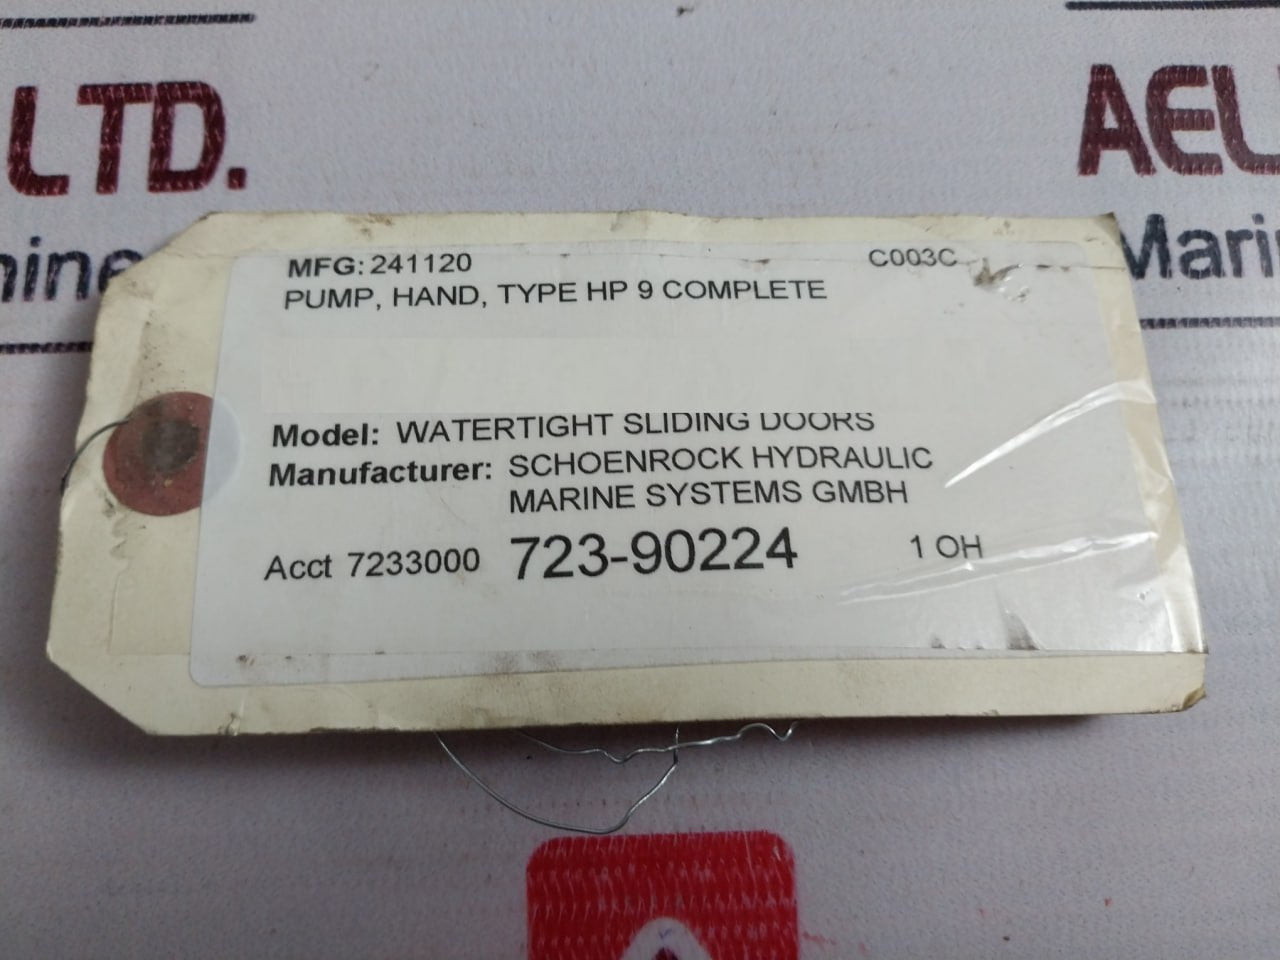 LTD.
AEL
Marin
MFG: 241120 C003C
PUMP, HAND, TYPE HP 9 COMPLETE
Model: WATERTIGHT SLIDING DOORS
Manufacturer: SCHOENROCK HYDRAULIC
MARINE SYSTEMS GMBH
Acct 7233000 723-90224 1 OH